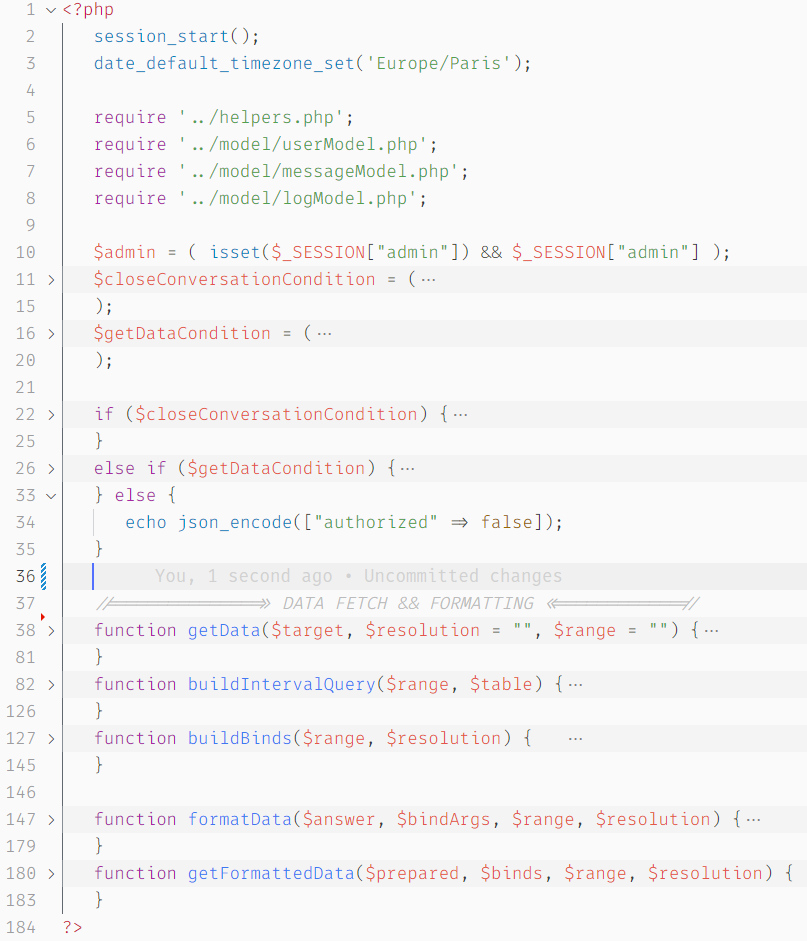 1 <?php
2 session_start();
3 date_default_timezone_set('Europe/Paris');
4
5 require '../helpers.php';
6 require '../model/userModel.php';
7 require '../model/messageModel.php';
8 require '../model/logModel.php';
9
10 $admin = ( isset($_SESSION["admin"]) && $_SESSION["admin"] );
11 $closeConversationCondition = (···
15 );
16 $getDataCondition = (···
20 );
21
22 if ($closeConversationCondition) {···
25 }
26 else if ($getDataCondition) {···
33 } else {
34 echo json_encode(["authorized" => false]);
35 }
36 You, 1 second ago • Uncommitted changes
37 //===============>> DATA FETCH && FORMATTING <<===============//
38 function getData($target, $resolution = "", $range = "") {···
81 }
82 function buildIntervalQuery($range, $table) {···
126 }
127 function buildBinds($range, $resolution) { ···
145 }
146
147 function formatData($answer, $bindArgs, $range, $resolution) {···
179 }
180 function getFormattedData($prepared, $binds, $range, $resolution) {
183 }
184 ?>